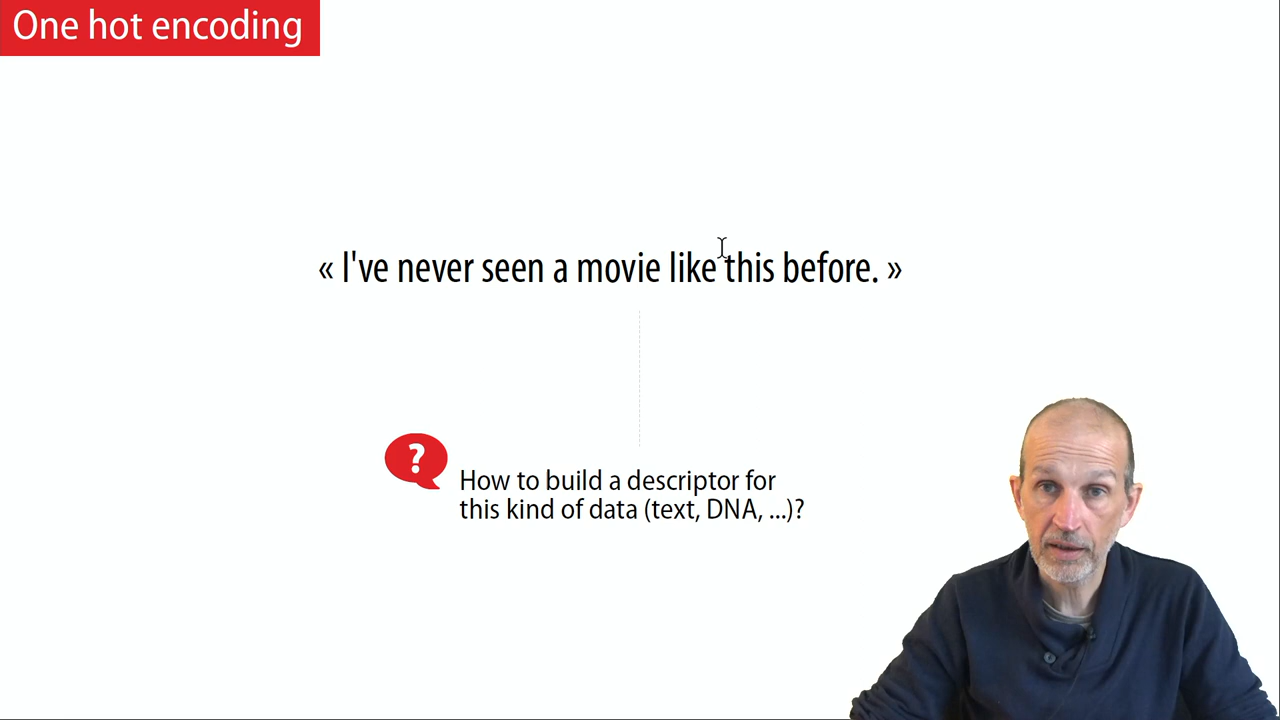 One hot encoding
« I've never seen a movie like this before. »
?
How to build a descriptor for
this kind of data (text, DNA, ...)?